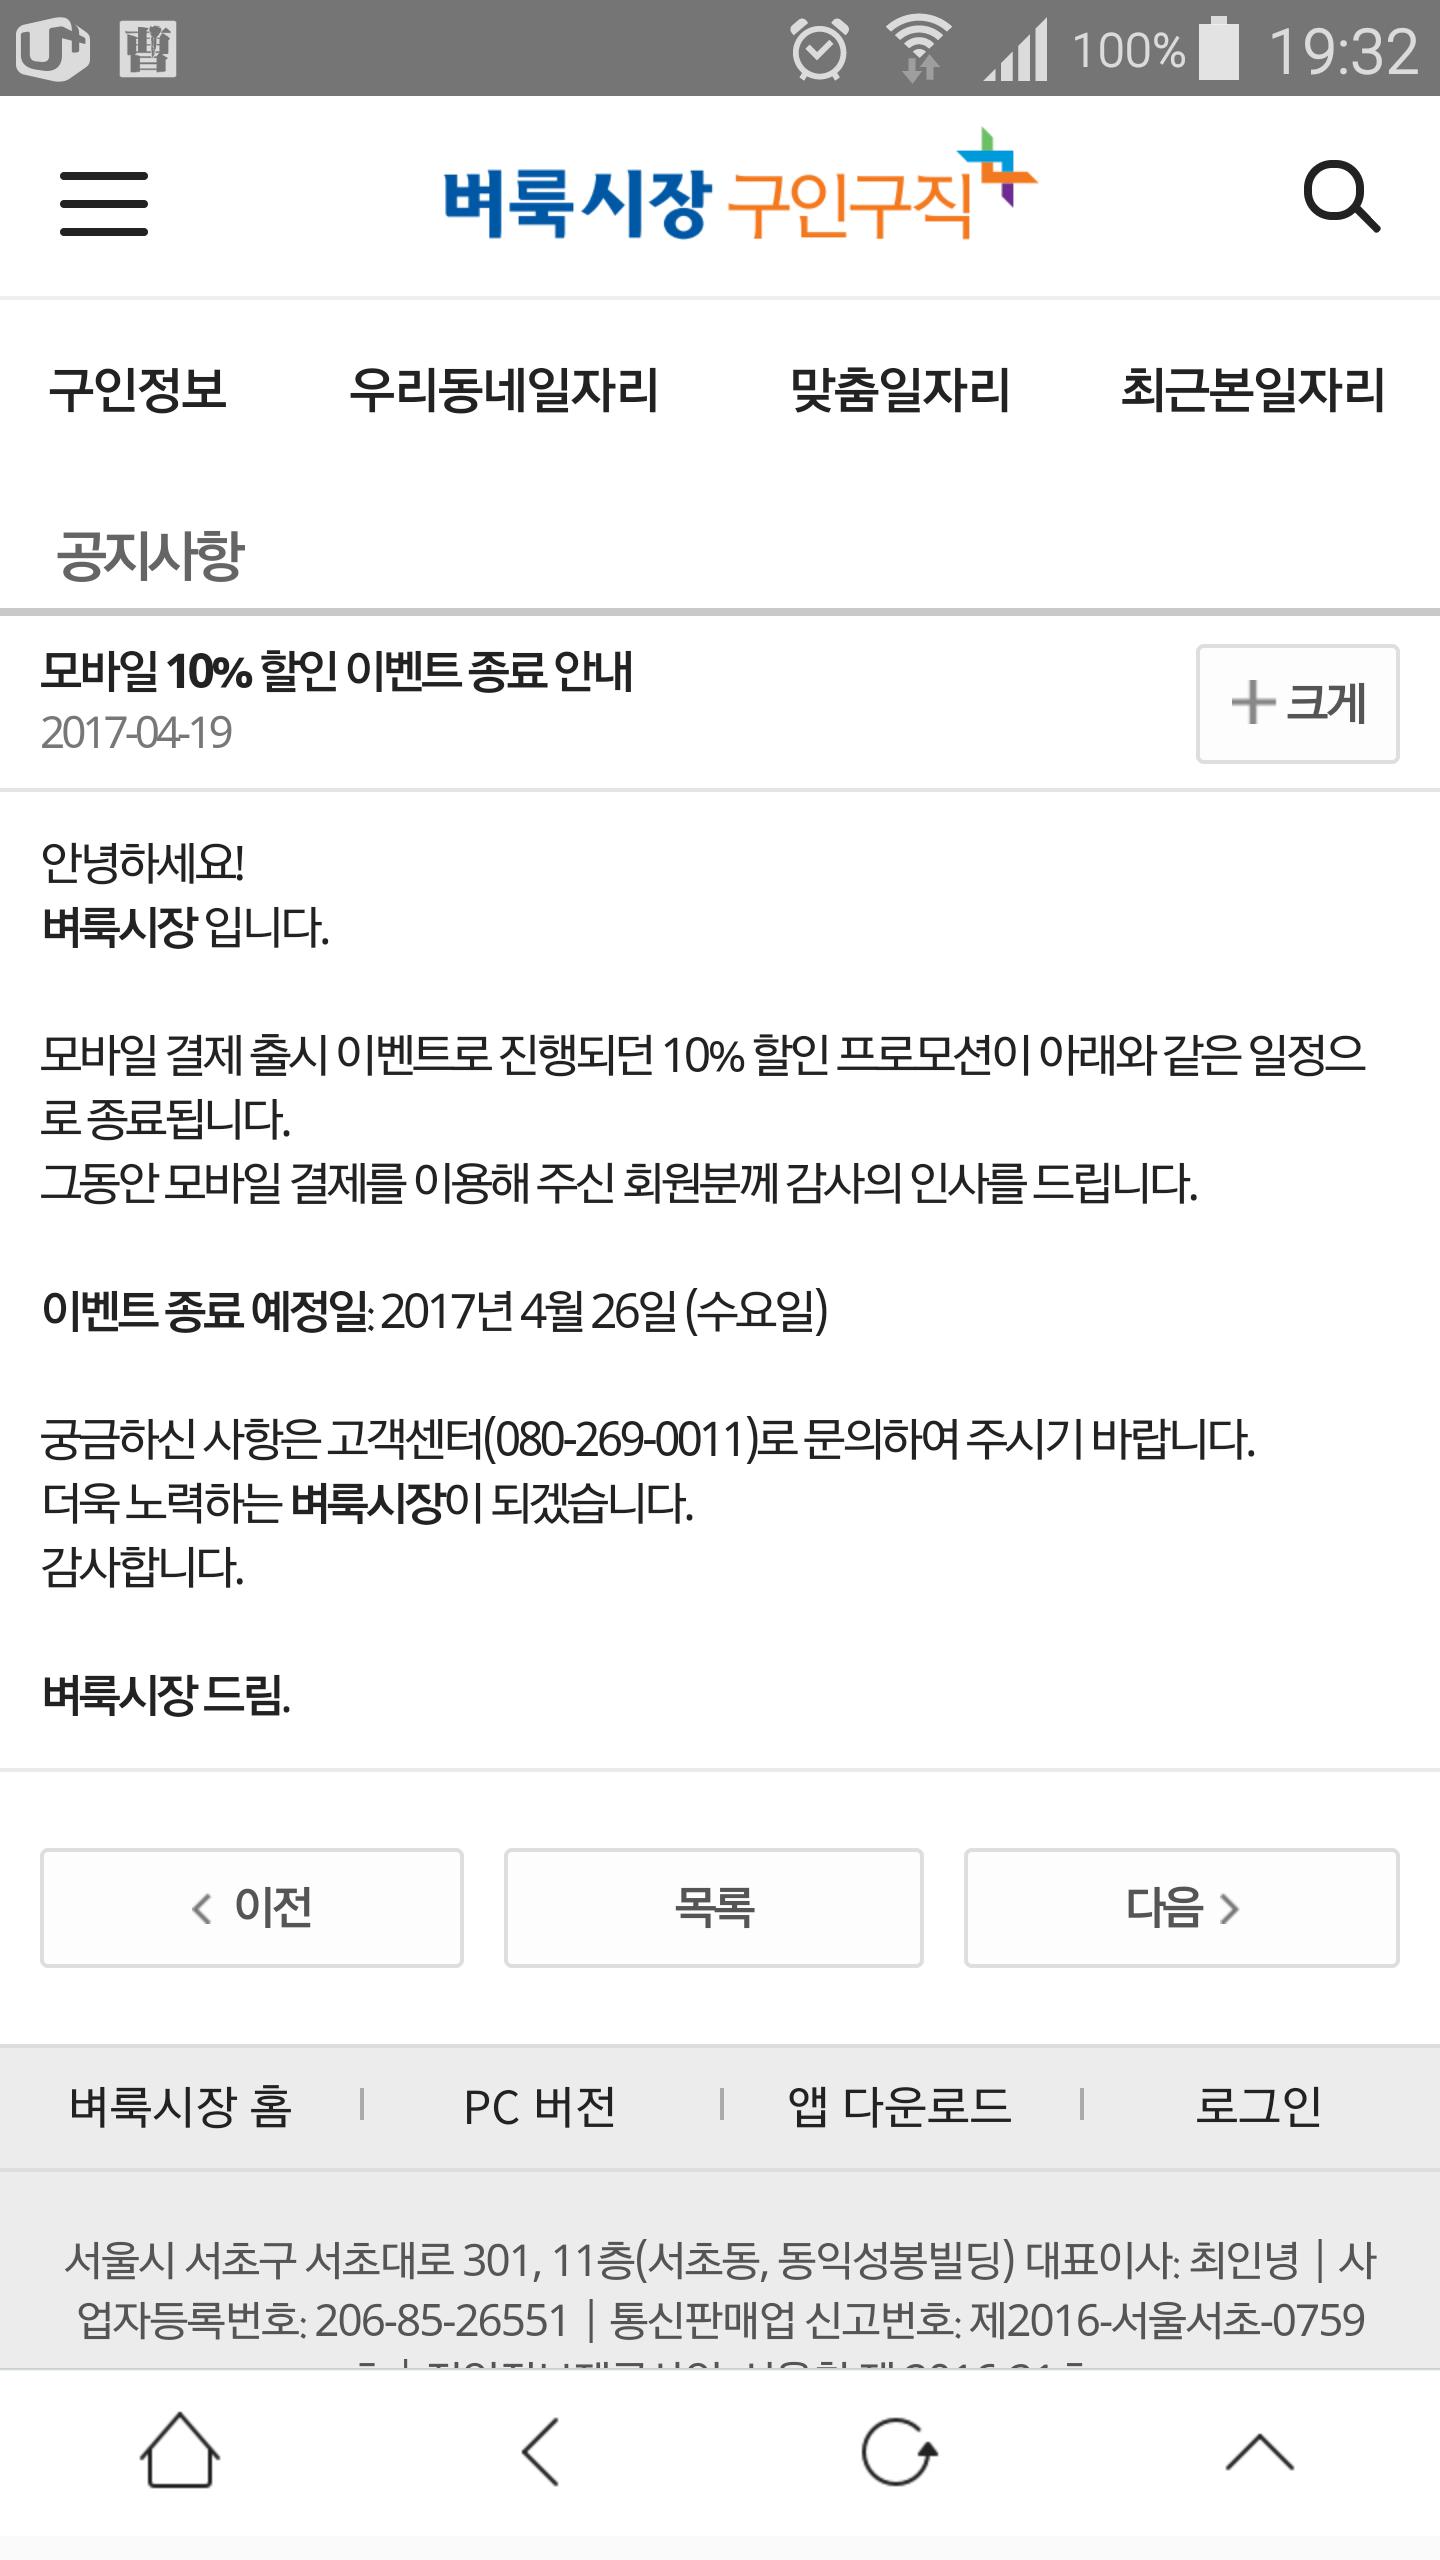 U+
100% 19:32
벼룩시장 구인구직
구인정보 우리동네일자리 맞춤일자리 최근본일자리
공지사항
모바일 10% 할인 이벤트 종료 안내
2017-04-19
크게
안녕하세요!
벼룩시장 입니다.
모바일 결제 출시 이벤트로 진행되던 10% 할인 프로모션이 아래와 같은 일정으
로 종료됩니다.
그동안 모바일 결제를 이용해 주신 회원분께 감사의 인사를 드립니다.
이벤트 종료 예정일: 2017년 4월 26일 (수요일)
궁금하신 사항은 고객센터(080-269-0011)로 문의하여 주시기 바랍니다.
더욱 노력하는 벼룩시장이 되겠습니다.
감사합니다.
벼룩시장 드림.
이전 목록 다음
벼룩시장 홈 | PC 버전 | 앱 다운로드 | 로그인
서울시 서초구 서초대로 301, 11층(서초동, 동익성봉빌딩) 대표이사: 최인녕 | 사
업자등록번호: 206-85-26551 | 통신판매업 신고번호: 제2016-서울서초-0759